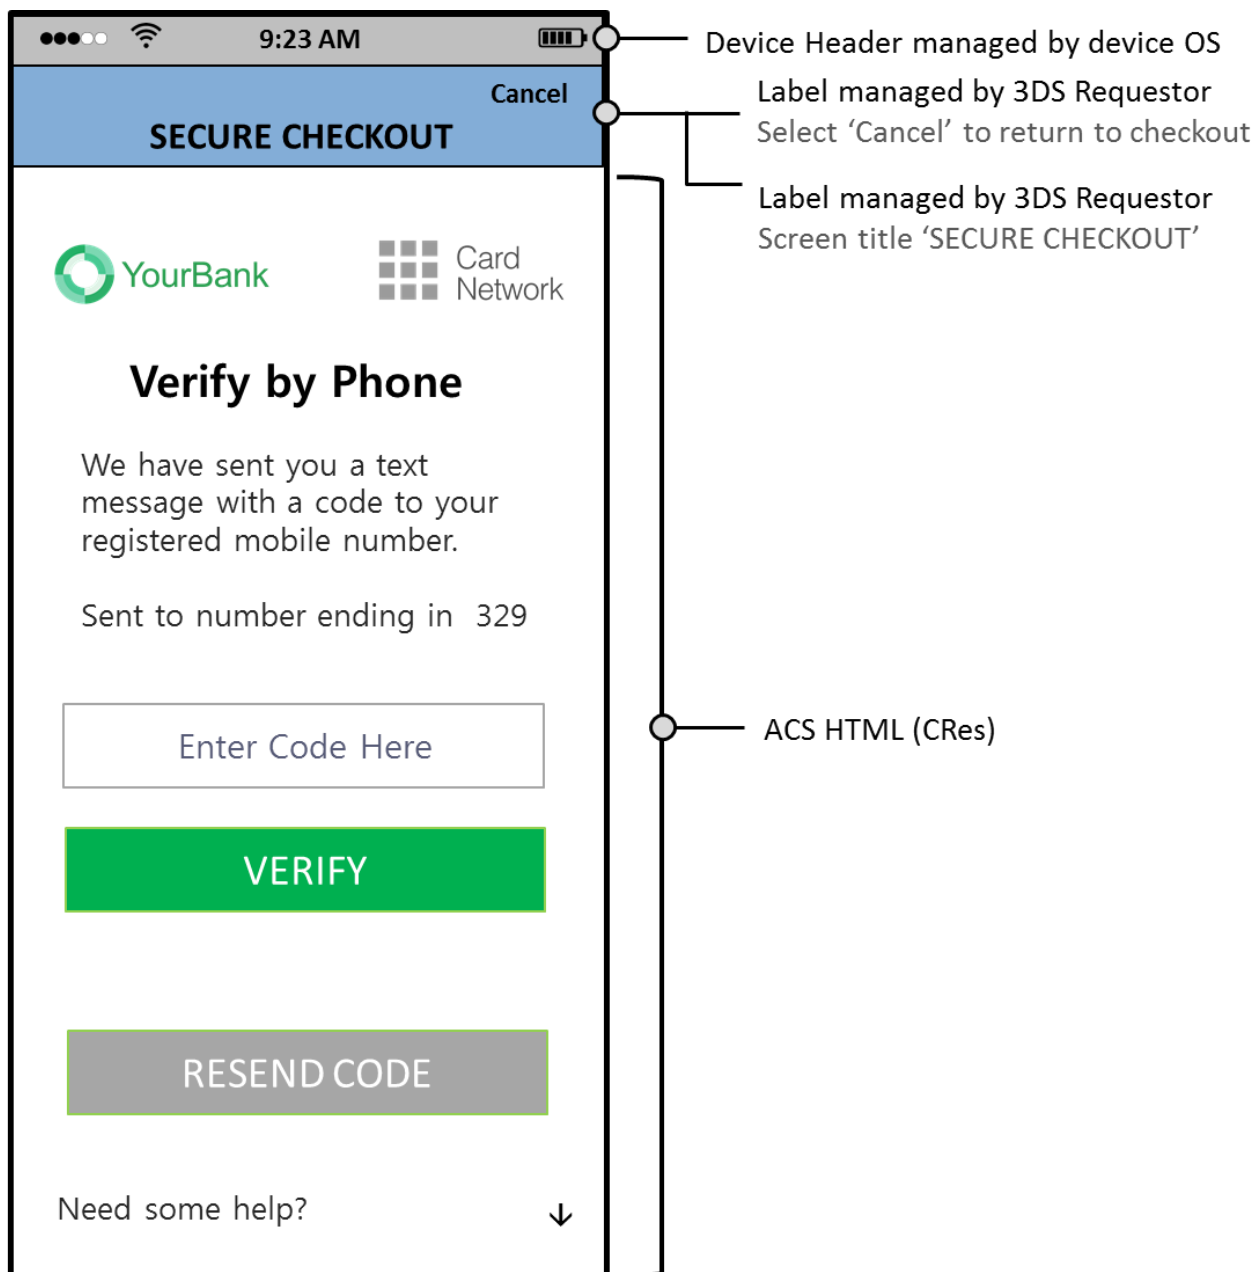 9:23 AM
Device Header managed by device OS
Cancel
SECURE CHECKOUT
Label managed by 3DS Requestor
Select ‘Cancel’ to return to checkout
Label managed by 3DS Requestor
Screen title ‘SECURE CHECKOUT’
YourBank
Card
Network
Verify by Phone
We have sent you a text
message with a code to your
registered mobile number.
Sent to number ending in 329
Enter Code Here
ACS HTML (CRes)
VERIFY
RESEND CODE
Need some help?